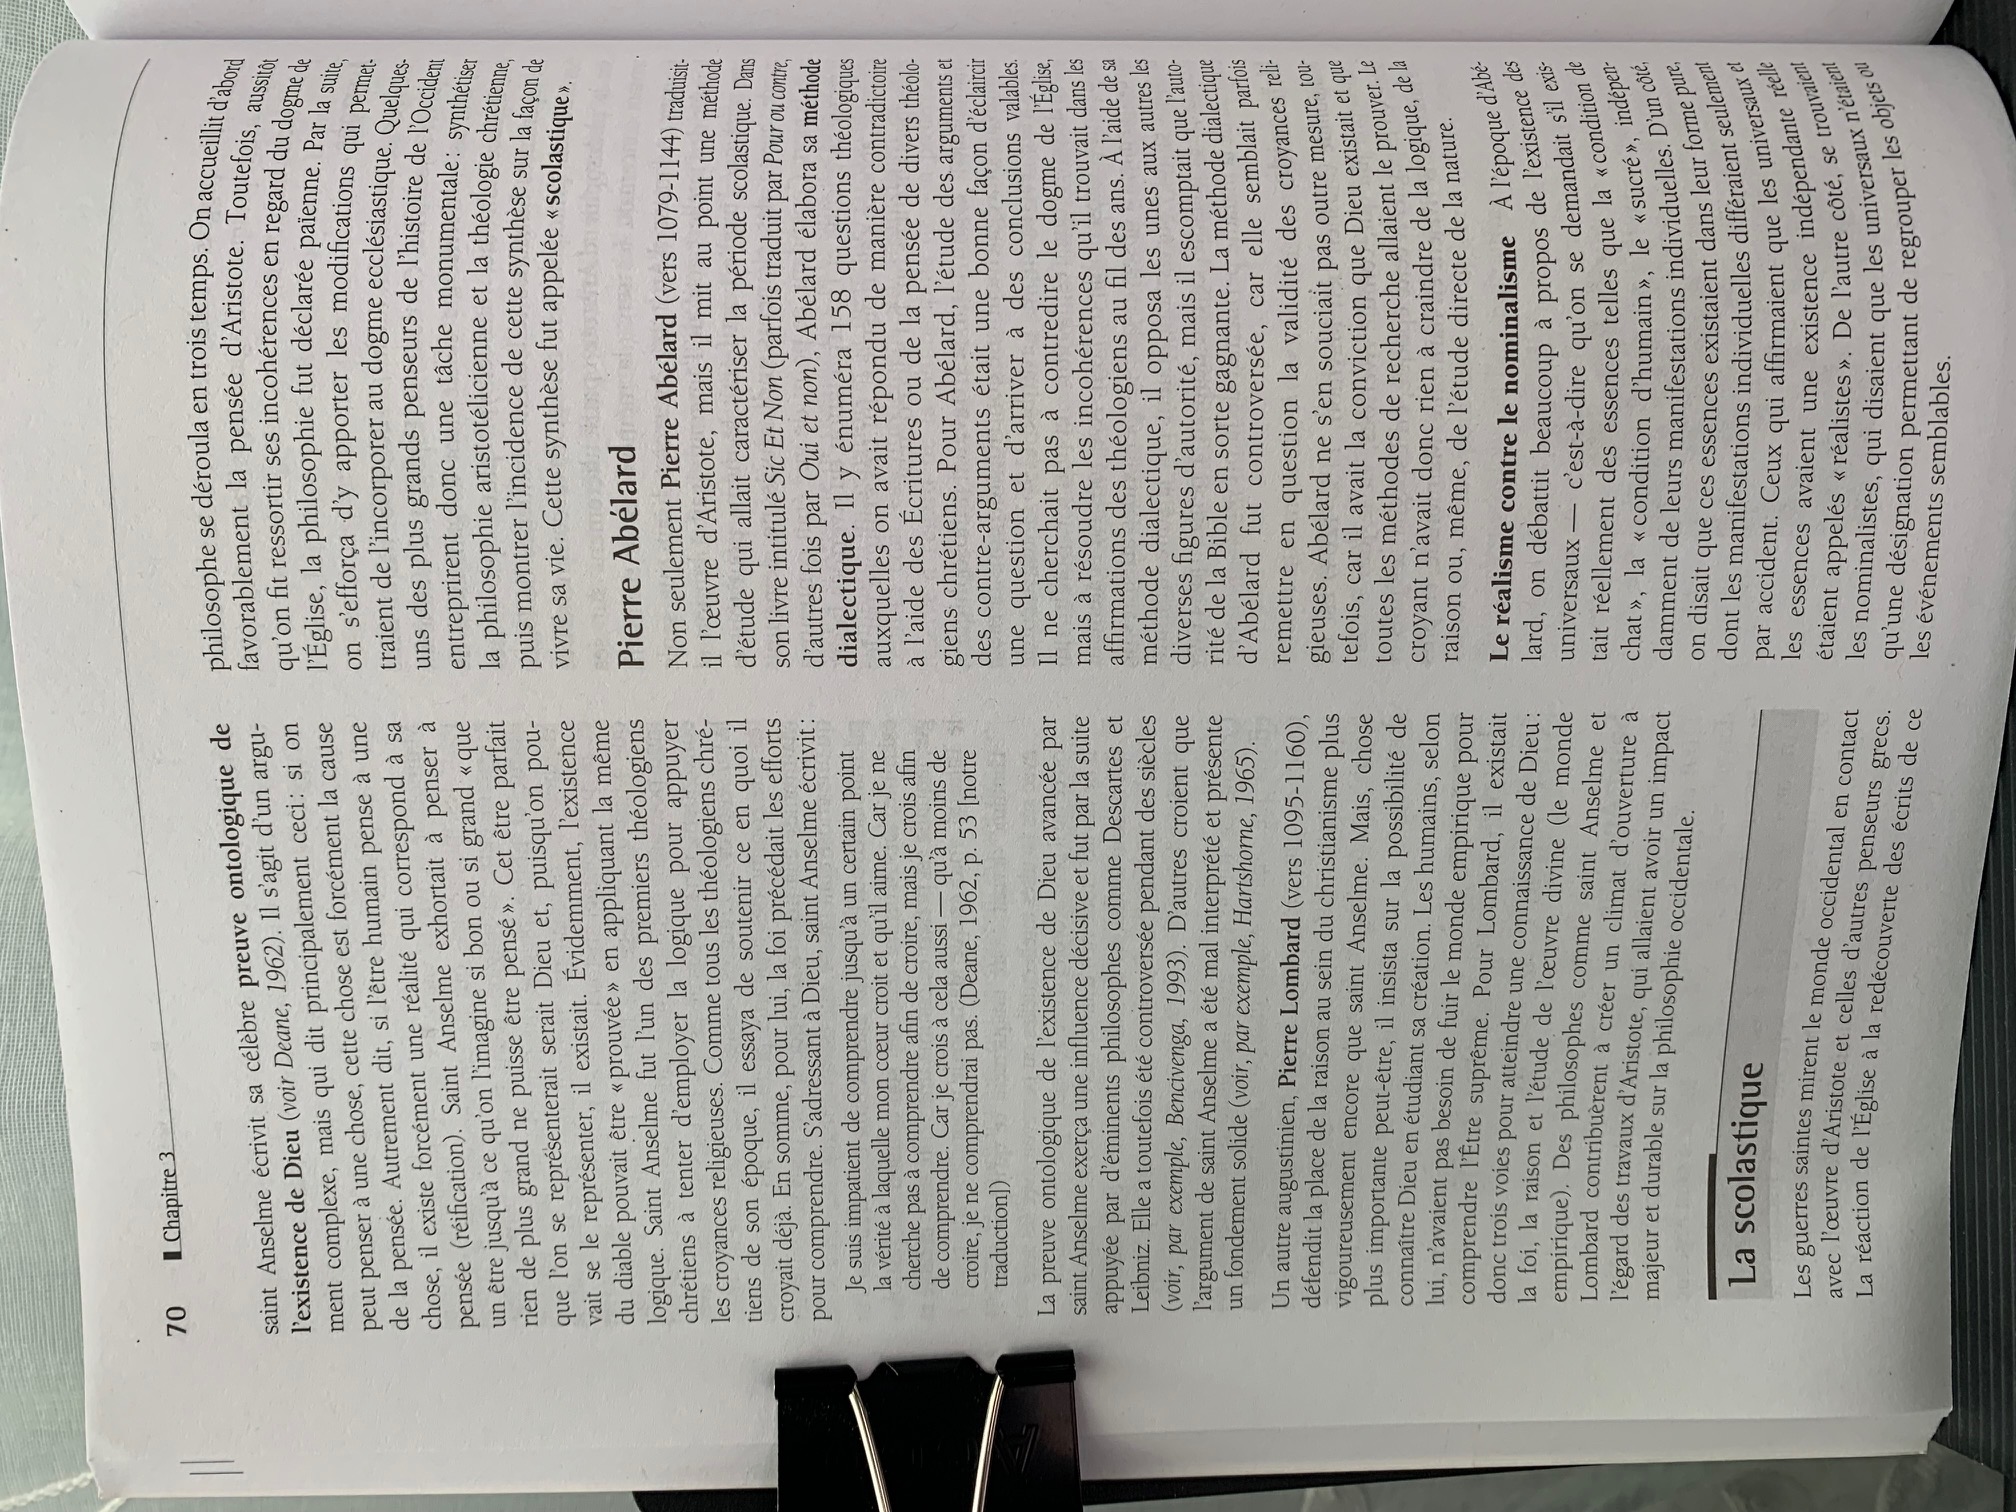 70 Chapitre 3
saint Anselme écrivit sa célèbre preuve ontologique de
l'existence de Dieu (voir Deane, 1962). Il s'agit d'un argu-
ment complexe, mais qui dit principalement ceci : si on
peut penser à une chose, cette chose est forcément la cause
de la pensée. Autrement dit, si l'être humain pense à une
chose, il existe forcément une réalité qui correspond à sa
pensée (réification). Saint Anselme exhortait à penser à
un être jusqu'à ce qu'on l'imagine si bon ou si grand « que
rien de plus grand ne puisse être pensé ». Cet être parfait
que l'on se représenterait serait Dieu et, puisqu'on pou-
vait se le représenter, il existait. Évidemment, l'existence
du diable pouvait être « prouvée » en appliquant la même
logique. Saint Anselme fut l'un des premiers théologiens
chrétiens à tenter d'employer la logique pour appuyer
les croyances religieuses. Comme tous les théologiens chré-
tiens de son époque, il essaya de soutenir ce en quoi il
croyait déjà. En somme, pour lui, la foi précédait les efforts
pour comprendre. S'adressant à Dieu, saint Anselme écrivit :
Je suis impatient de comprendre jusqu'à un certain point
la vérité à laquelle mon cœur croit et qu'il aime. Car je ne
cherche pas à comprendre afin de croire, mais je crois afin
de comprendre. Car je crois à cela aussi — qu'à moins de
croire, je ne comprendrai pas. (Deane, 1962, p. 53 [notre
traduction])
La preuve ontologique de l'existence de Dieu avancée par
saint Anselme exerça une influence décisive et fut par la suite
appuyée par d'éminents philosophes comme Descartes et
Leibniz. Elle a toutefois été controversée pendant des siècles
(voir, par exemple, Bencivenga, 1993). D'autres croient que
l'argument de saint Anselme a été mal interprété et présente
un fondement solide (voir, par exemple, Hartshorne, 1965).
Un autre augustinien, Pierre Lombard (vers 1095-1160),
défendit la place de la raison au sein du christianisme plus
vigoureusement encore que saint Anselme. Mais, chose
plus importante peut-être, il insista sur la possibilité de
connaître Dieu en étudiant sa création. Les humains, selon
lui, n'avaient pas besoin de fuir le monde empirique pour
comprendre l'Être suprême. Pour Lombard, il existait
donc trois voies pour atteindre une connaissance de Dieu :
la foi, la raison et l'étude de l'œuvre divine (le monde
empirique). Des philosophes comme saint Anselme et
Lombard contribuèrent à créer un climat d'ouverture à
l'égard des travaux d'Aristote, qui allaient avoir un impact
majeur et durable sur la philosophie occidentale.
La scolastique
Les guerres saintes mirent le monde occidental en contact
avec l'œuvre d'Aristote et celles d'autres penseurs grecs.
La réaction de l'Église à la redécouverte des écrits de ce
philosophe se déroula en trois temps. On accueillit d'abord
favorablement la pensée d'Aristote. Toutefois, aussitôt
qu'on fit ressortir ses incohérences en regard du dogme de
l'Église, la philosophie fut déclarée païenne. Par la suite,
on s'efforça d'y apporter les modifications qui permet-
traient de l'incorporer au dogme ecclésiastique. Quelques-
uns des plus grands penseurs de l'histoire de l'Occident
entreprirent donc une tâche monumentale : synthétiser
la philosophie aristotélicienne et la théologie chrétienne,
puis montrer l'incidence de cette synthèse sur la façon de
vivre sa vie. Cette synthèse fut appelée « scolastique ».
Pierre Abélard
Non seulement Pierre Abélard (vers 1079-1144) traduisit-
il l'œuvre d'Aristote, mais il mit au point une méthode
d'étude qui allait caractériser la période scolastique. Dans
son livre intitulé Sic Et Non (parfois traduit par Pour ou contre,
d'autres fois par Oui et non), Abélard élabora sa méthode
dialectique. Il y énuméra 158 questions théologiques
auxquelles on avait répondu de manière contradictoire
à l'aide des Écritures ou de la pensée de divers théolo-
giens chrétiens. Pour Abélard, l'étude des arguments et
des contre-arguments était une bonne façon d'éclaircir
une question et d'arriver à des conclusions valables.
Il ne cherchait pas à contredire le dogme de l'Église,
mais à résoudre les incohérences qu'il trouvait dans les
affirmations des théologiens au fil des ans. À l'aide de sa
méthode dialectique, il opposa les unes aux autres les
diverses figures d'autorité, mais il escomptait que l'auto-
rité de la Bible en sorte gagnante. La méthode dialectique
d'Abélard fut controversée, car elle semblait parfois
remettre en question la validité des croyances reli-
gieuses. Abélard ne s'en souciait pas outre mesure, tou-
tefois, car il avait la conviction que Dieu existait et que
toutes les méthodes de recherche allaient le prouver. Le
croyant n'avait donc rien à craindre de la logique, de la
raison ou, même, de l'étude directe de la nature.
Le réalisme contre le nominalisme À l'époque d'Abé-
lard, on débattit beaucoup à propos de l'existence des
universaux — c'est-à-dire qu'on se demandait s'il exis-
tait réellement des essences telles que la « condition de
chat », la « condition d'humain », le « sucré », indépen-
damment de leurs manifestations individuelles. D'un côté,
on disait que ces essences existaient dans leur forme pure,
dont les manifestations individuelles différaient seulement
par accident. Ceux qui affirmaient que les universaux et
les essences avaient une existence indépendante réelle
étaient appelés « réalistes ». De l'autre côté, se trouvaient
les nominalistes, qui disaient que les universaux n'étaient
qu'une désignation permettant de regrouper les objets ou
les événements semblables.